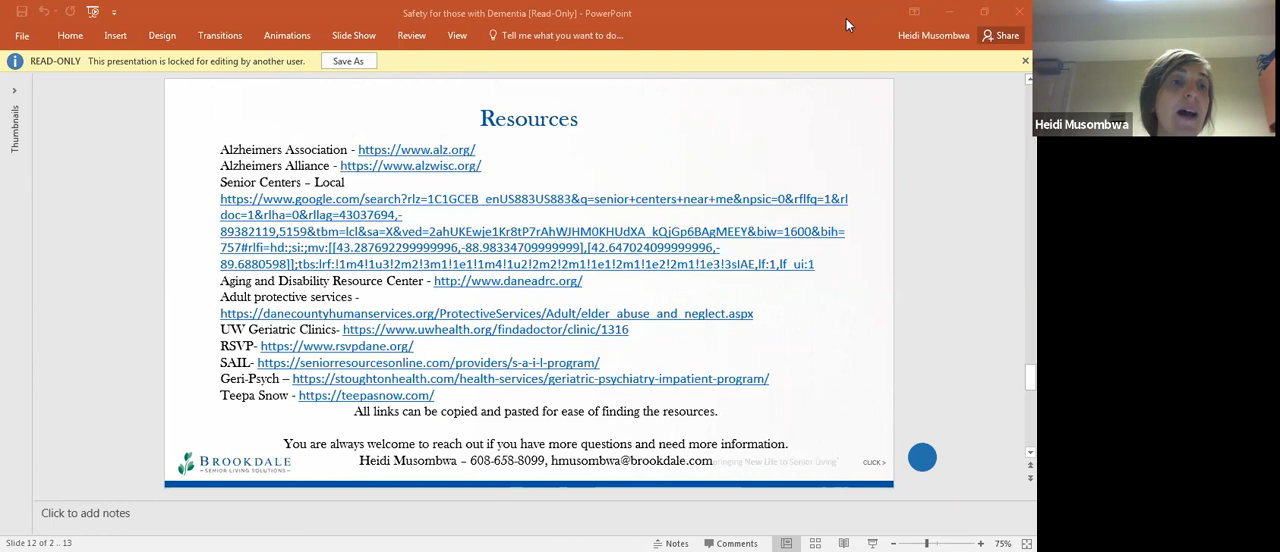 Safety for those with Dementia [Read-Only] - PowerPoint
File Home Insert Design Transitions Animations Slide Show Review View Tell me what you want to do... Heidi Musombwa Share
READ-ONLY This presentation is locked for editing by another user. Save As
Thumbnails
Heidi Musombwa
Resources
Alzheimers Association - https://www.alz.org/
Alzheimers Alliance - https://www.alzwisc.org/
Senior Centers – Local
https://www.google.com/search?rlz=1C1GCEB_enUS883US883&q=senior+centers+near+me&npsic=0&rflfq=1&rl
doc=1&rlha=0&rllag=43037694,-
89382119,5159&tbm=lcl&sa=X&ved=2ahUKEwje1Kr8tP7rAhWJHM0KHUdXA_kQjGp6BAgMEEY&biw=1600&bih=
757#rlfi=hd:;si:;mv:[[43.287692299999996,-88.98334709999999],[42.647024099999996,-
89.6880598]];tbs:lrf:!1m4!1u3!2m2!3m1!1e1!1m4!1u2!2m2!2m1!1e1!2m1!1e2!2m1!1e3!3sIAE,lf:1,lf_ui:1
Aging and Disability Resource Center - http://www.daneadrc.org/
Adult protective services -
https://danecountyhumanservices.org/ProtectiveServices/Adult/elder_abuse_and_neglect.aspx
UW Geriatric Clinics- https://www.uwhealth.org/findadoctor/clinic/1316
RSVP- https://www.rsvpdane.org/
SAIL- https://seniorresourcesonline.com/providers/s-a-i-l-program/
Geri-Psych – https://stoughtonhealth.com/health-services/geriatric-psychiatry-impatient-program/
Teepa Snow - https://teepasnow.com/
All links can be copied and pasted for ease of finding the resources.
You are always welcome to reach out if you have more questions and need more information.
Heidi Musombwa – 608-658-8099, hmusombwa@brookdale.com
BROOKDALE
SENIOR LIVING SOLUTIONS
Bringing New Life to Senior Living
CLICK >
Click to add notes
Slide 12 of 2 .. 13 Notes Comments 75%